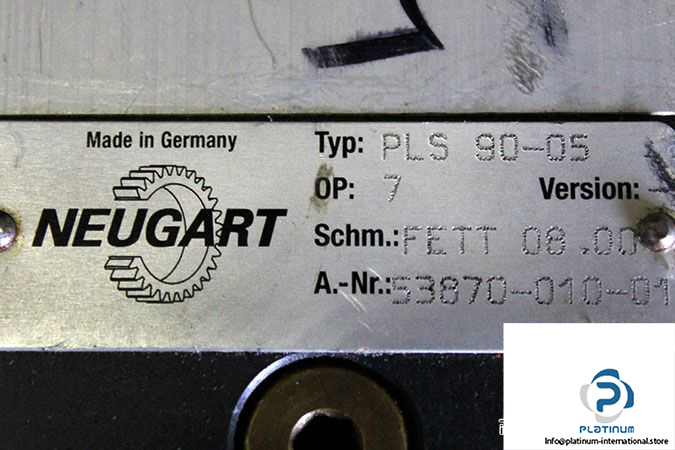 Made in Germany
NEUGART
Typ: PLS 90-05
OP: 7
Version: -
Schm.: FETT 08.00
A.-Nr.: 53870-010-01
PLATINUM
Info@platinum-international.store